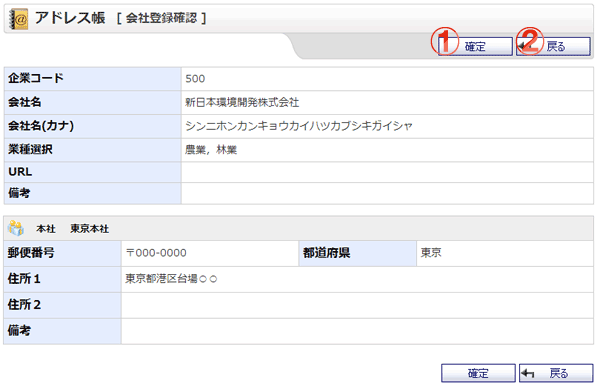 アドレス帳 [ 会社登録確認 ]
① 確定 ② 戻る
企業コード 500
会社名 新日本環境開発株式会社
会社名(カナ) シンニホンカンキョウカイハツカブシキガイシャ
業種選択 農業, 林業
URL
備考
本社 東京本社
郵便番号 〒000-0000 都道府県 東京
住所１ 東京都港区台場○○
住所２
備考
確定 戻る